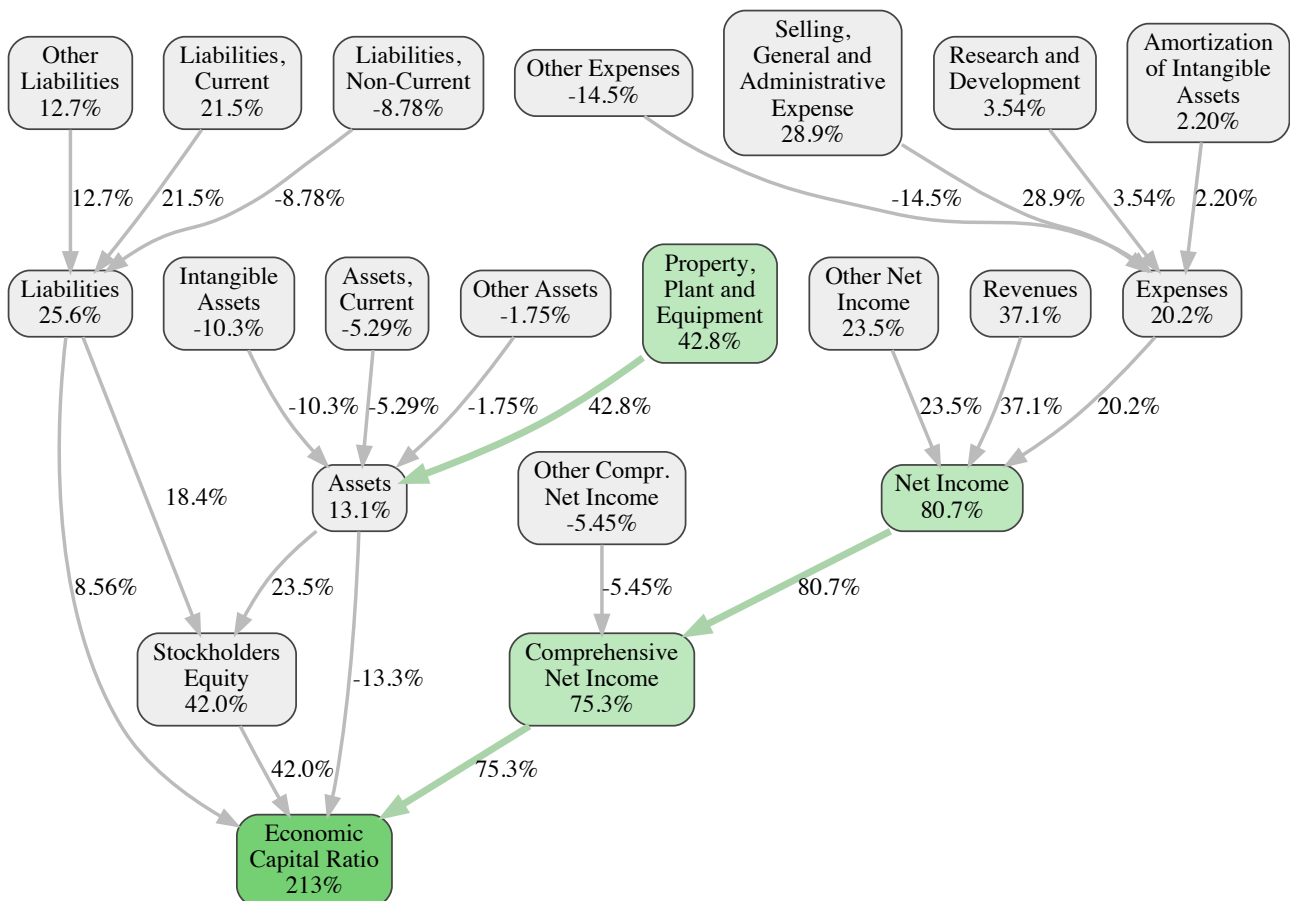 Other
Liabilities
12.7%
Liabilities,
Current
21.5%
Liabilities,
Non-Current
-8.78%
Other Expenses
-14.5%
Selling,
General and
Administrative
Expense
28.9%
Research and
Development
3.54%
Amortization
of Intangible
Assets
2.20%
12.7%
21.5%
-8.78%
-14.5%
28.9%
3.54%
2.20%
Liabilities
25.6%
Intangible
Assets
-10.3%
Assets,
Current
-5.29%
Other Assets
-1.75%
Property,
Plant and
Equipment
42.8%
Other Net
Income
23.5%
Revenues
37.1%
Expenses
20.2%
-10.3%
-5.29%
-1.75%
42.8%
23.5%
37.1%
20.2%
18.4%
Assets
13.1%
Other Compr.
Net Income
-5.45%
Net Income
80.7%
8.56%
23.5%
-5.45%
80.7%
Stockholders
Equity
42.0%
-13.3%
Comprehensive
Net Income
75.3%
42.0%
75.3%
Economic
Capital Ratio
213%